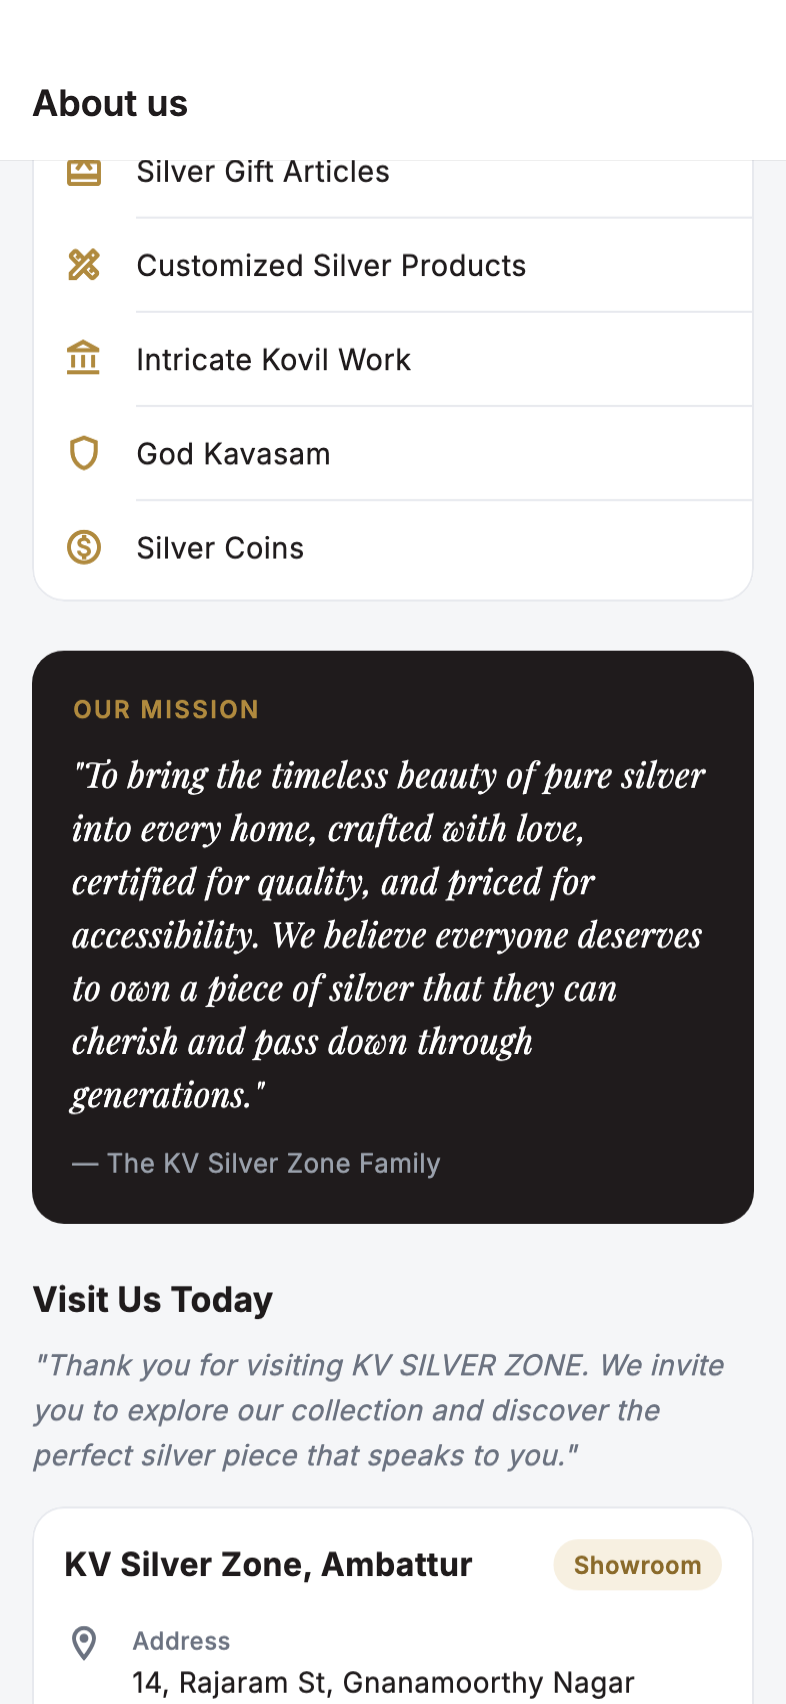 About us
Silver Gift Articles
Customized Silver Products
Intricate Kovil Work
God Kavasam
Silver Coins
OUR MISSION
"To bring the timeless beauty of pure silver
into every home, crafted with love,
certified for quality, and priced for
accessibility. We believe everyone deserves
to own a piece of silver that they can
cherish and pass down through
generations."
— The KV Silver Zone Family
Visit Us Today
"Thank you for visiting KV SILVER ZONE. We invite
you to explore our collection and discover the
perfect silver piece that speaks to you."
KV Silver Zone, Ambattur
Showroom
Address
14, Rajaram St, Gnanamoorthy Nagar